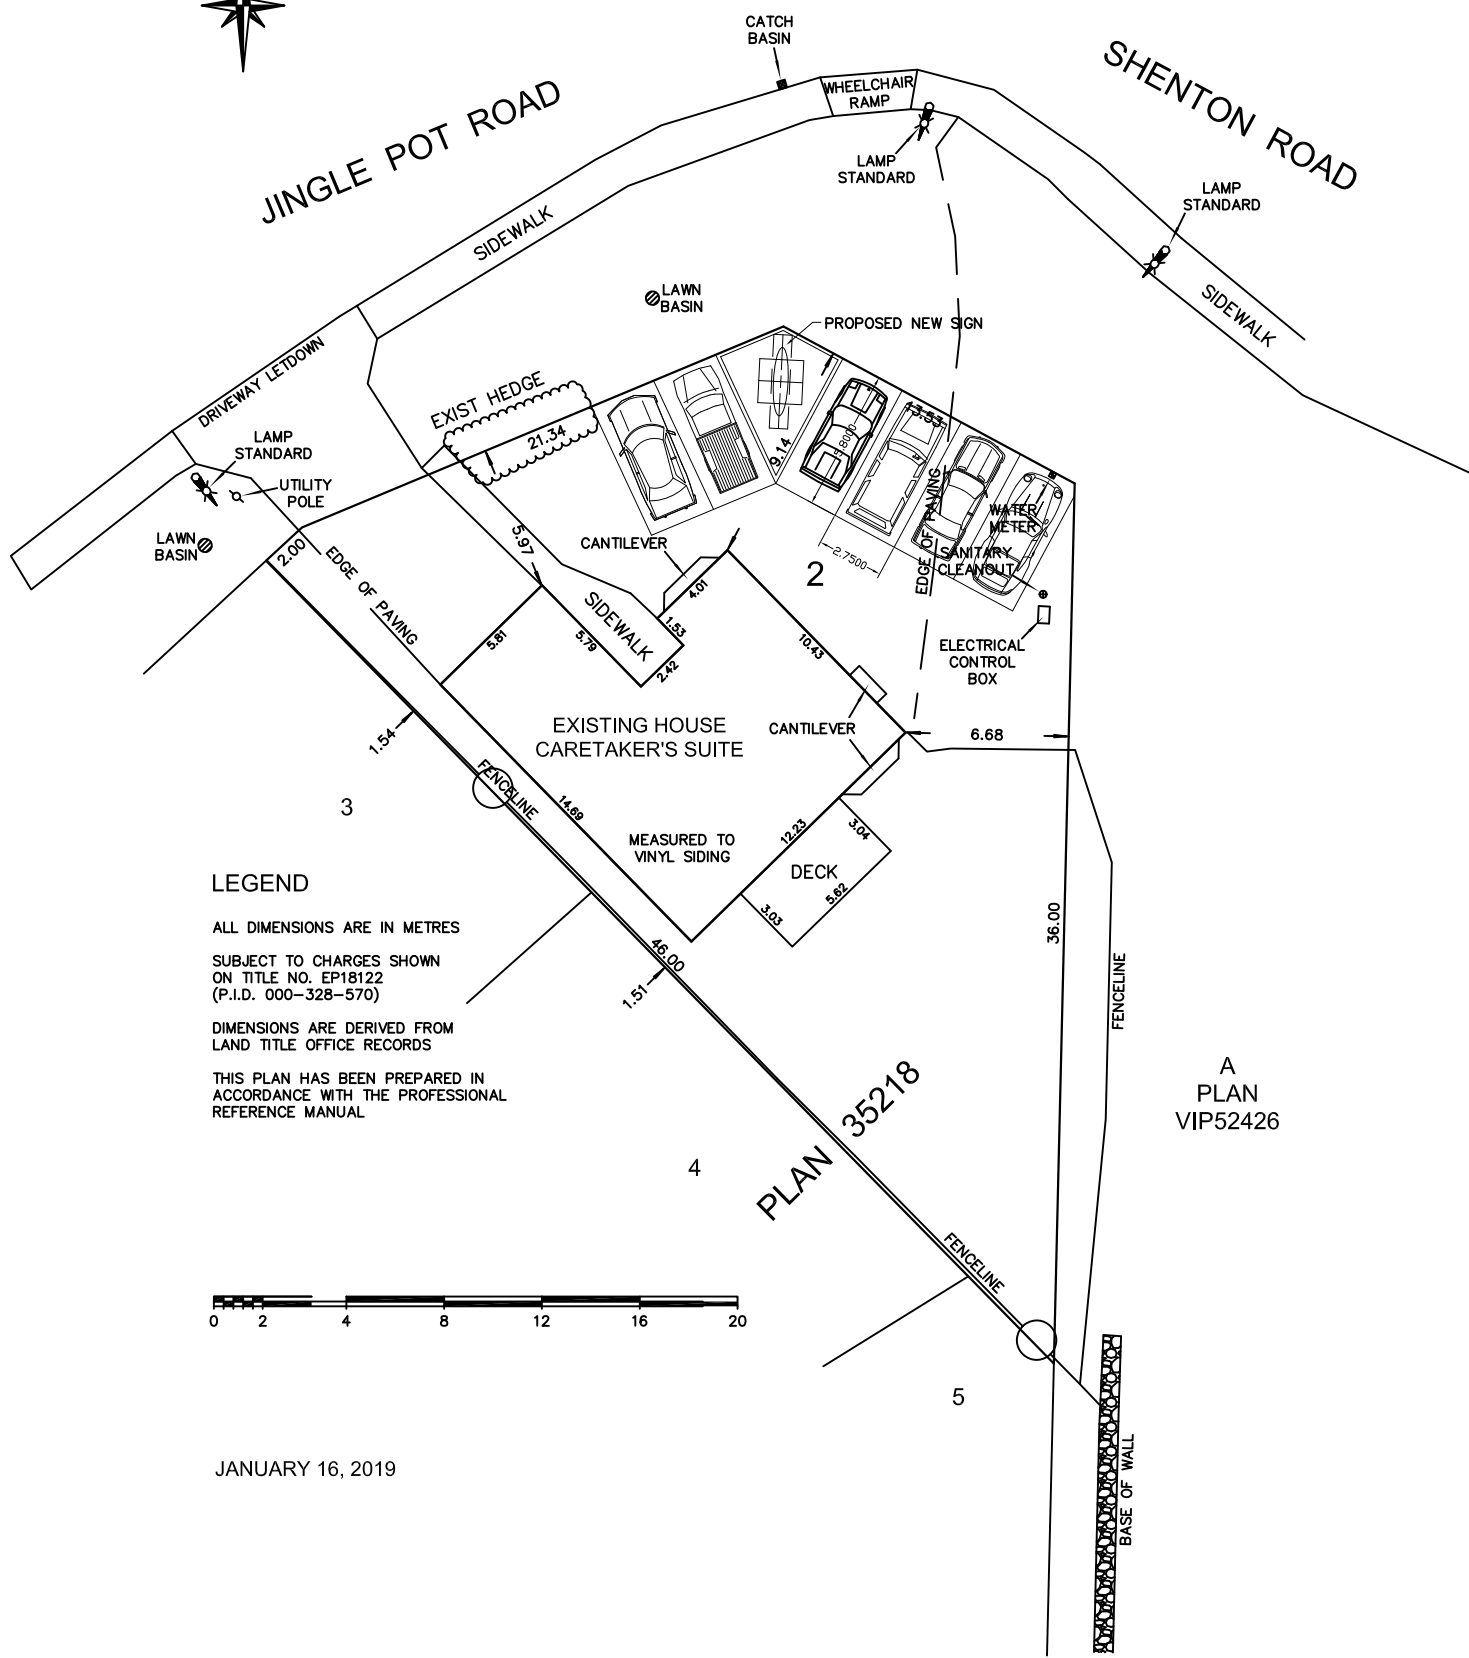 CATCH
BASIN
SHENTON ROAD
JINGLE POT ROAD
WHEELCHAIR
RAMP
LAMP
STANDARD
LAMP
STANDARD
SIDEWALK
SIDEWALK
LAWN
BASIN
PROPOSED NEW SIGN
DRIVEWAY LETDOWN
EXIST HEDGE
21.34
13.53
9.14
5.8000
LAMP
STANDARD
UTILITY
POLE
LAWN
BASIN
2.00
EDGE OF PAVING
5.97
CANTILEVER
2.7500
2
EDGE OF PAVING
WATER
METER
SANITARY
CLEANOUT
4.01
1.53
SIDEWALK
5.81
5.79
2.42
10.43
ELECTRICAL
CONTROL
BOX
EXISTING HOUSE
CARETAKER'S SUITE
CANTILEVER
6.68
1.54
FENCELINE
3
14.69
MEASURED TO
VINYL SIDING
12.23
3.04
DECK
5.62
3.03
LEGEND
ALL DIMENSIONS ARE IN METRES
SUBJECT TO CHARGES SHOWN
ON TITLE NO. EP18122
(P.I.D. 000-328-570)
DIMENSIONS ARE DERIVED FROM
LAND TITLE OFFICE RECORDS
THIS PLAN HAS BEEN PREPARED IN
ACCORDANCE WITH THE PROFESSIONAL
REFERENCE MANUAL
46.00
1.51
36.00
FENCELINE
PLAN 35218
A
PLAN
VIP52426
4
FENCELINE
0 2 4 8 12 16 20
5
BASE OF WALL
JANUARY 16, 2019